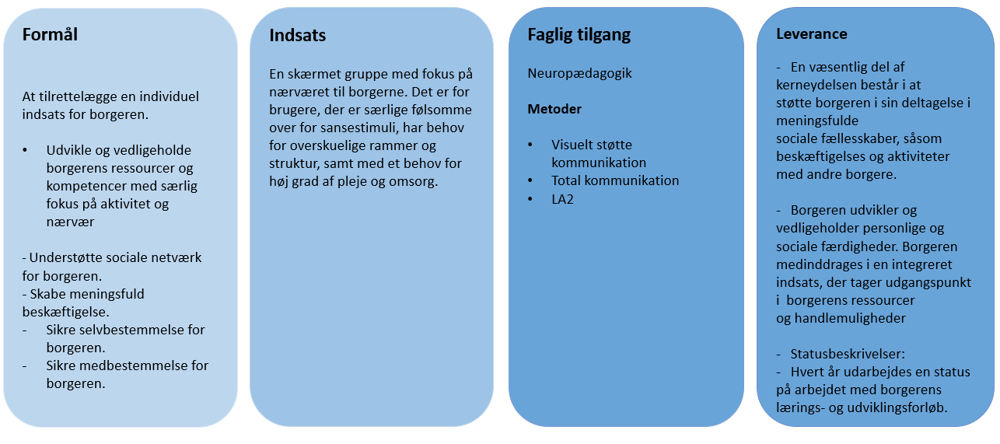 Formål
At tilrettelægge en individuel
indsats for borgeren.
• Udvikle og vedligeholde
borgerens ressourcer og
kompetencer med særlig
fokus på aktivitet og
nærvær
- Understøtte sociale netværk
for borgeren.
- Skabe meningsfuld
beskæftigelse.
- Sikre selvbestemmelse for
borgeren.
- Sikre medbestemmelse for
borgeren.
Indsats
En skærmet gruppe med fokus på
nærværet til borgerne. Det er for
brugere, der er særlige følsomme
over for sansestimuli, har behov
for overskuelige rammer og
struktur, samt med et behov for
høj grad af pleje og omsorg.
Faglig tilgang
Neuropædagogik
Metoder
• Visuelt støtte
kommunikation
• Total kommunikation
• LA2
Leverance
- En væsentlig del af
kerneydelsen består i at
støtte borgeren i sin deltagelse i
meningsfulde
sociale fællesskaber, såsom
beskæftigelses og aktiviteter
med andre borgere.
- Borgeren udvikler og
vedligeholder personlige og
sociale færdigheder. Borgeren
medinddrages i en integreret
indsats, der tager udgangspunkt
i borgerens ressourcer
og handlemuligheder
- Statusbeskrivelser:
- Hvert år udarbejdes en status
på arbejdet med borgerens
lærings- og udviklingsforløb.